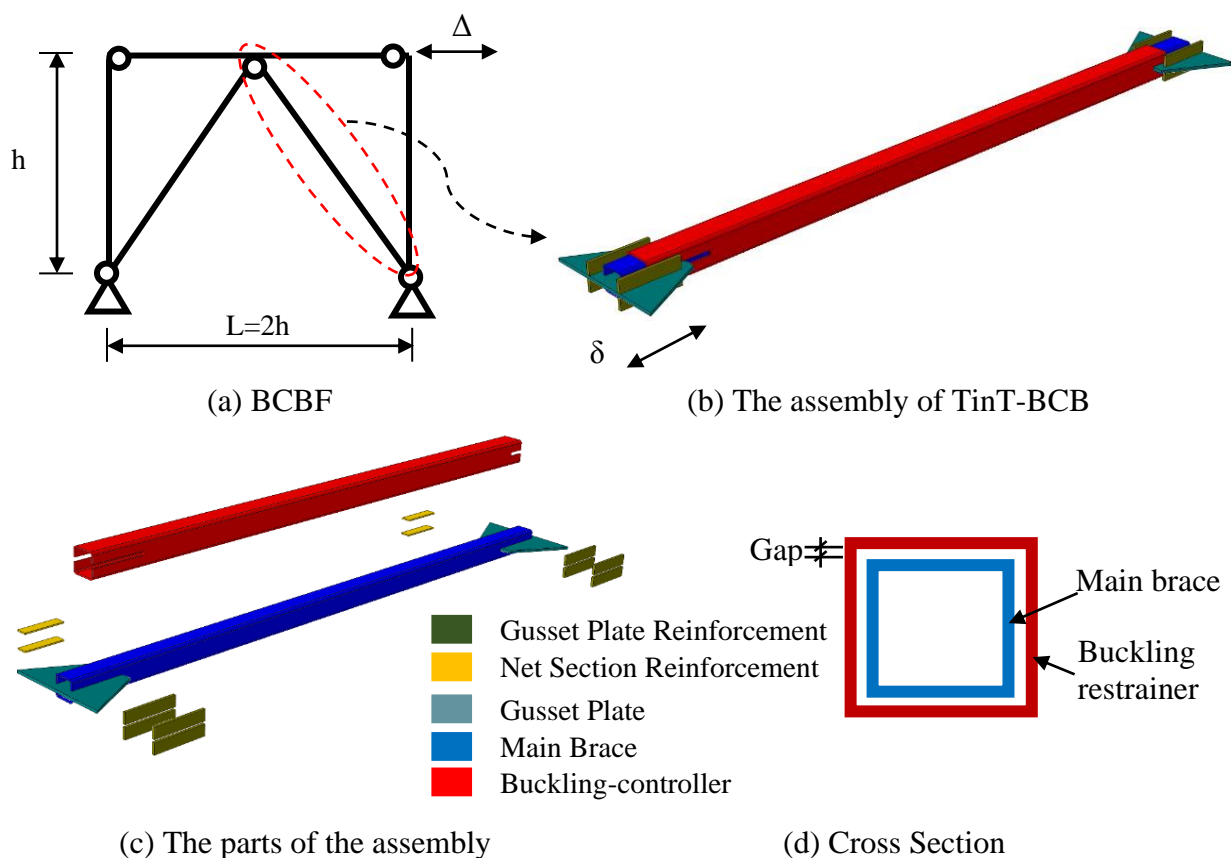 Δ
h
L=2h
δ
(a) BCBF
(b) The assembly of TinT-BCB
Gap
Main brace
Buckling
restrainer
Gusset Plate Reinforcement
Net Section Reinforcement
Gusset Plate
Main Brace
Buckling-controller
(c) The parts of the assembly
(d) Cross Section